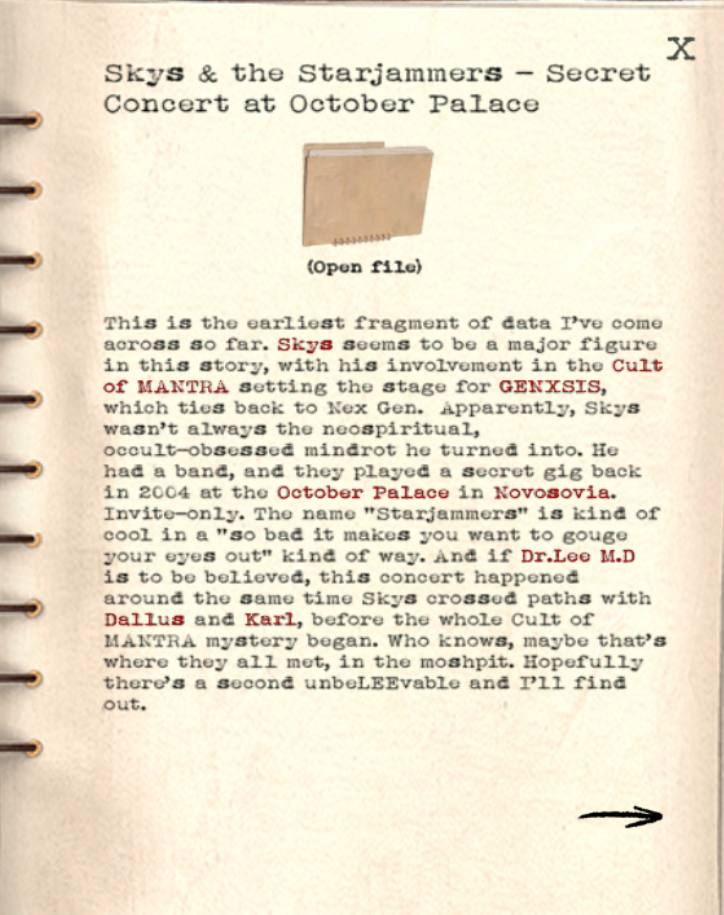 X
Skys & the Starjammers - Secret
Concert at October Palace
(Open file)
This is the earliest fragment of data I've come
across so far. Skys seems to be a major figure
in this story, with his involvement in the Cult
of MANTRA setting the stage for GENXSIS,
which ties back to Nex Gen. Apparently, Skys
wasn't always the neospiritual,
occult-obsessed mindrot he turned into. He
had a band, and they played a secret gig back
in 2004 at the October Palace in Novosovia.
Invite-only. The name "Starjammers" is kind of
cool in a "so bad it makes you want to gouge
your eyes out" kind of way. And if Dr.Lee M.D
is to be believed, this concert happened
around the same time Skys crossed paths with
Dallus and Karl, before the whole Cult of
MANTRA mystery began. Who knows, maybe that's
where they all met, in the moshpit. Hopefully
there's a second unbeLEEvable and I'll find
out.